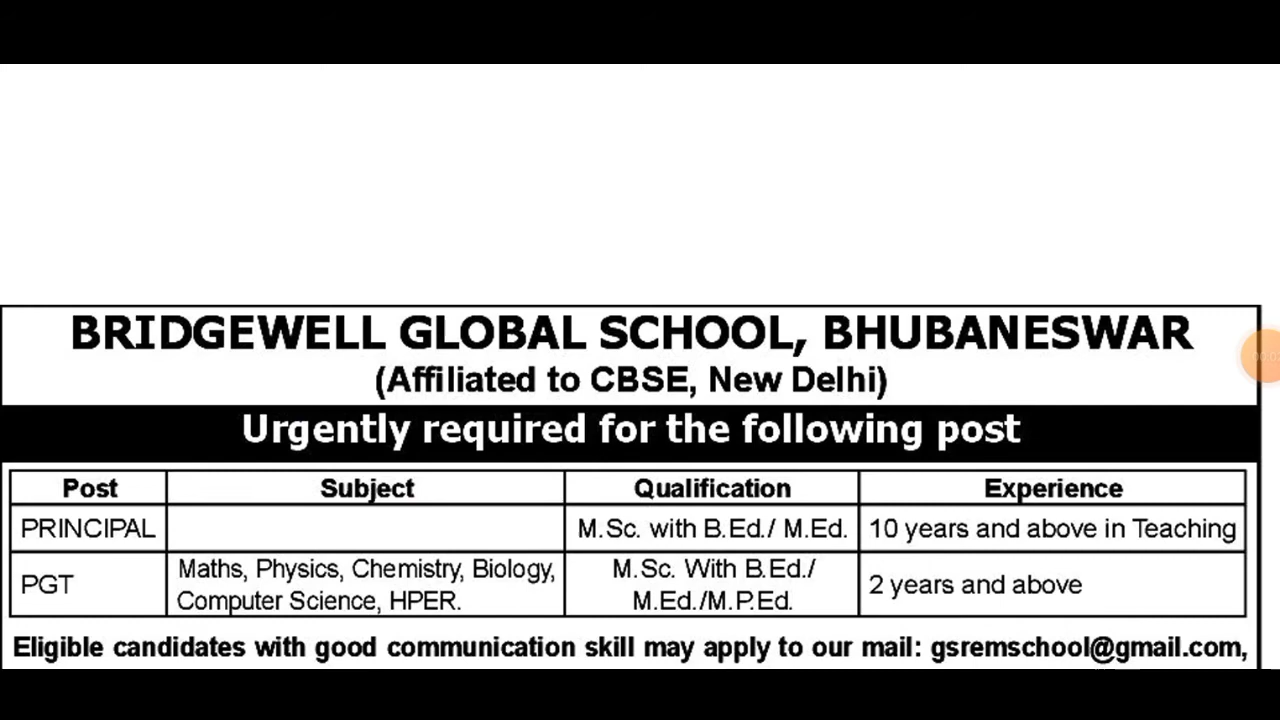 BRIDGEWELL GLOBAL SCHOOL, BHUBANESWAR
(Affiliated to CBSE, New Delhi)
Urgently required for the following post
Post Subject Qualification Experience
PRINCIPAL M.Sc. with B.Ed./ M.Ed. 10 years and above in Teaching
PGT Maths, Physics, Chemistry, Biology, Computer Science, HPER. M.Sc. With B.Ed./ M.Ed./M.P.Ed. 2 years and above
Eligible candidates with good communication skill may apply to our mail: gsremschool@gmail.com,